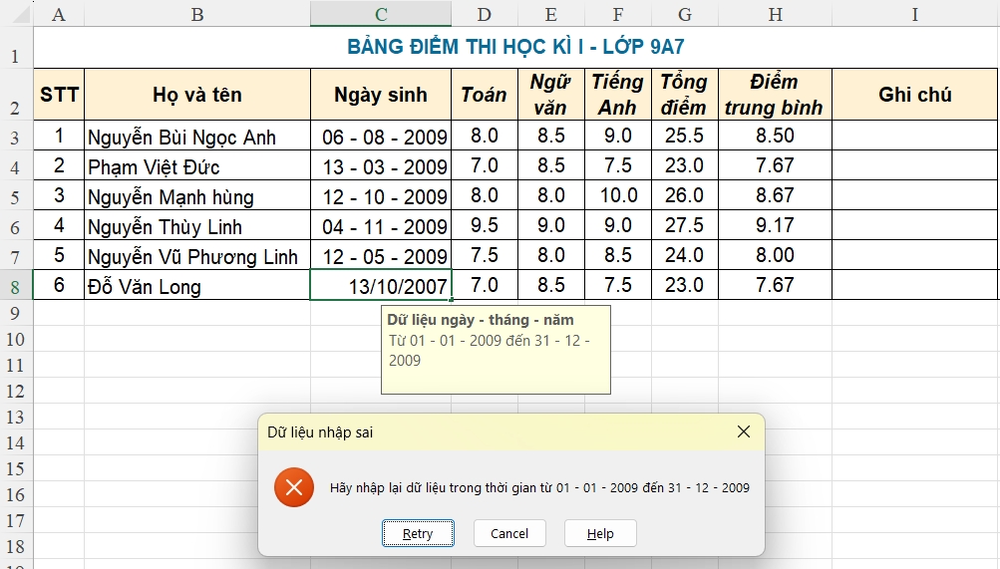 A B C D E F G H I
1 BẢNG ĐIỂM THI HỌC KÌ I - LỚP 9A7
2 STT Họ và tên Ngày sinh Toán Ngữ văn Tiếng Anh Tổng điểm Điểm trung bình Ghi chú
3 1 Nguyễn Bùi Ngọc Anh 06 - 08 - 2009 8.0 8.5 9.0 25.5 8.50
4 2 Phạm Việt Đức 13 - 03 - 2009 7.0 8.5 7.5 23.0 7.67
5 3 Nguyễn Mạnh hùng 12 - 10 - 2009 8.0 8.0 10.0 26.0 8.67
6 4 Nguyễn Thùy Linh 04 - 11 - 2009 9.5 9.0 9.0 27.5 9.17
7 5 Nguyễn Vũ Phương Linh 12 - 05 - 2009 7.5 8.0 8.5 24.0 8.00
8 6 Đỗ Văn Long 13/10/2007 7.0 8.5 7.5 23.0 7.67
9
Dữ liệu ngày - tháng - năm
10 Từ 01 - 01 - 2009 đến 31 - 12 -
11 2009
12
13
14 Dữ liệu nhập sai
15
16 Hãy nhập lại dữ liệu trong thời gian từ 01 - 01 - 2009 đến 31 - 12 - 2009
17
18 Retry Cancel Help